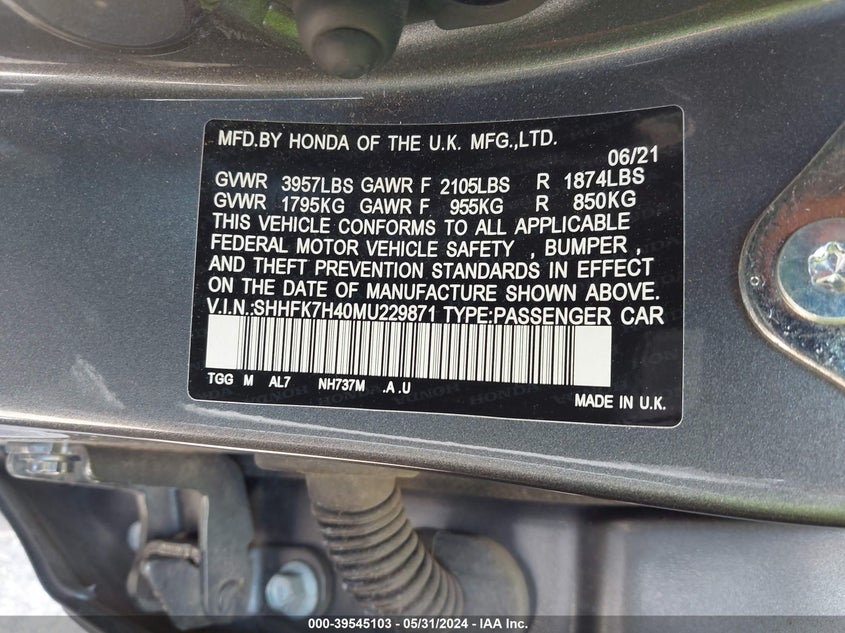 MFD.BY HONDA OF THE U.K. MFG.,LTD.
06/21
GVWR 3957LBS GAWR F 2105LBS R 1874LBS
GVWR 1795KG GAWR F 955KG R 850KG
THIS VEHICLE CONFORMS TO ALL APPLICABLE
FEDERAL MOTOR VEHICLE SAFETY , BUMPER ,
AND THEFT PREVENTION STANDARDS IN EFFECT
ON THE DATE OF MANUFACTURE SHOWN ABOVE.
V.I.N.:SHHFK7H40MU229871 TYPE:PASSENGER CAR
TGG M AL7 NH737M .A .U
MADE IN U.K.
000-39545103 - 05/31/2024 - IAA Inc.